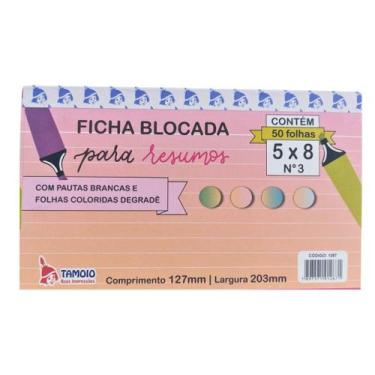 FICHA BLOCADA
para resumos
COM PAUTAS BRANCAS E
FOLHAS COLORIDAS DEGRADÊ
CONTÉM
50 folhas
5 x 8
N°3
TAMOIO
Comprimento 127mm | Largura 203mm